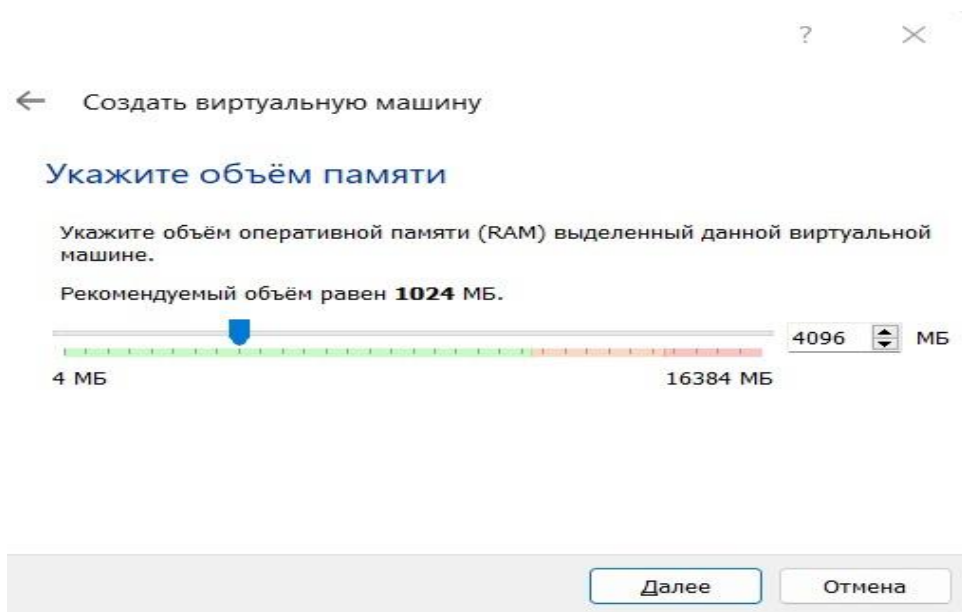 ?
Создать виртуальную машину
Укажите объём памяти
Укажите объём оперативной памяти (RAM) выделенный данной виртуальной
машине.
Рекомендуемый объём равен 1024 МБ.
4096 МБ
4 МБ 16384 МБ
Далее Отмена